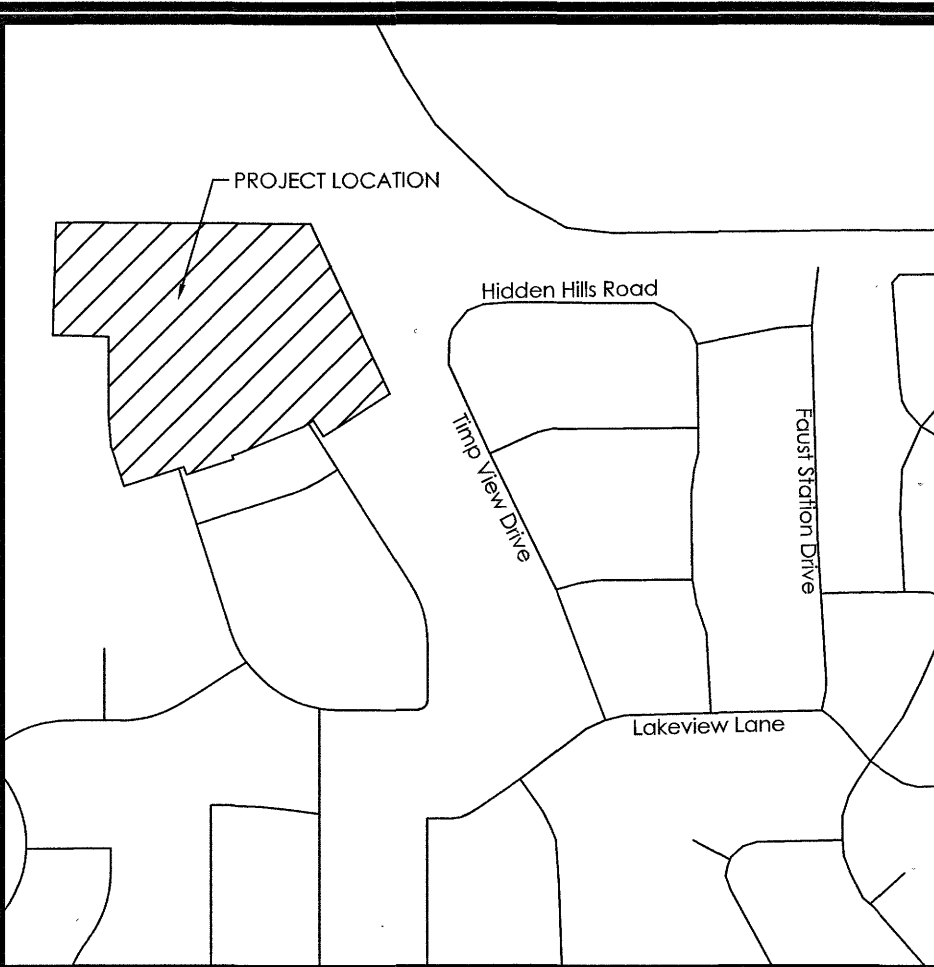 PROJECT LOCATION
Hidden Hills Road
Timp View Drive
Faust Station Drive
Lakeview Lane